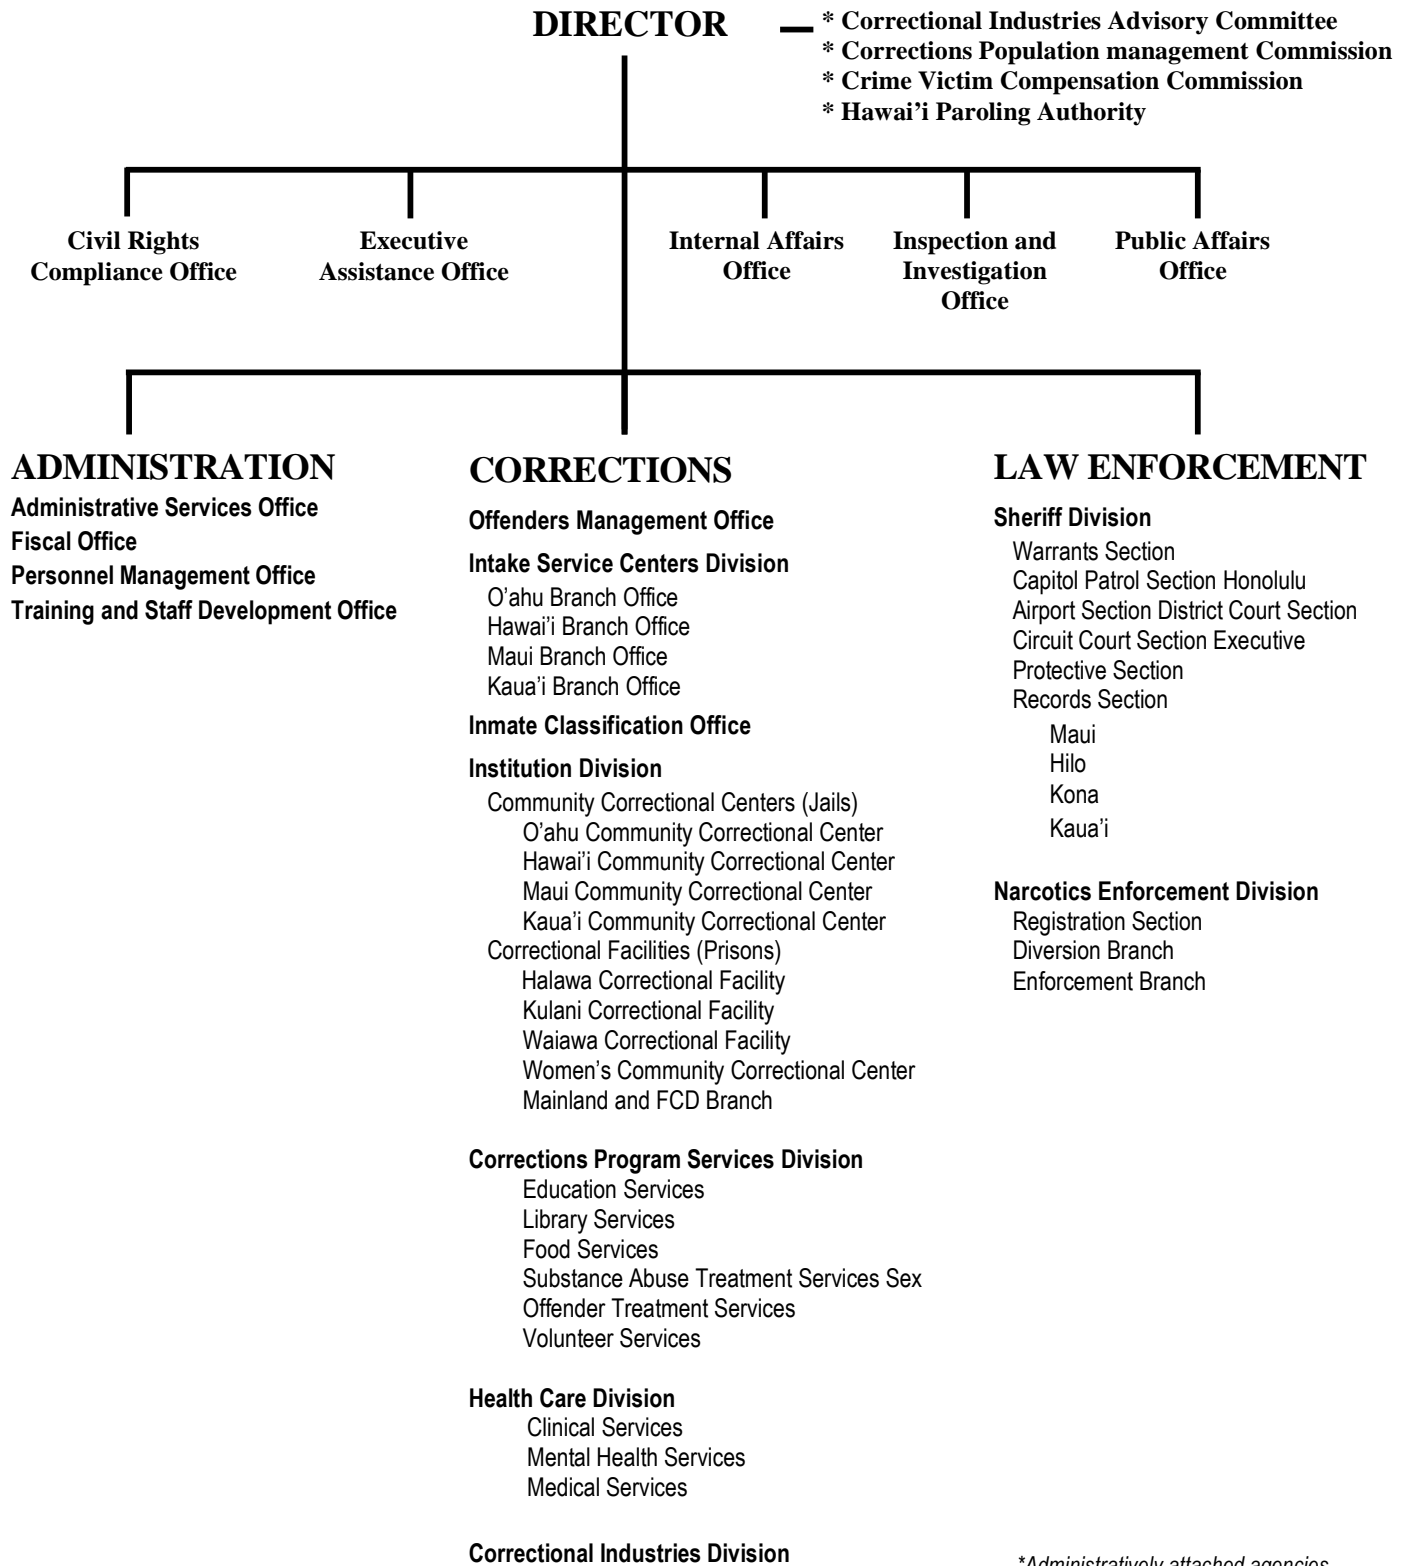 DIRECTOR
* Correctional Industries Advisory Committee
* Corrections Population management Commission
* Crime Victim Compensation Commission
* Hawai’i Paroling Authority
Civil Rights
Compliance Office
Executive
Assistance Office
Internal Affairs
Office
Inspection and
Investigation
Office
Public Affairs
Office
ADMINISTRATION
Administrative Services Office
Fiscal Office
Personnel Management Office
Training and Staff Development Office
CORRECTIONS
Offenders Management Office
Intake Service Centers Division
O’ahu Branch Office
Hawai’i Branch Office
Maui Branch Office
Kaua’i Branch Office
Inmate Classification Office
Institution Division
Community Correctional Centers (Jails)
O’ahu Community Correctional Center
Hawai’i Community Correctional Center
Maui Community Correctional Center
Kaua’i Community Correctional Center
Correctional Facilities (Prisons)
Halawa Correctional Facility
Kulani Correctional Facility
Waiawa Correctional Facility
Women’s Community Correctional Center
Mainland and FCD Branch
Corrections Program Services Division
Education Services
Library Services
Food Services
Substance Abuse Treatment Services Sex
Offender Treatment Services
Volunteer Services
Health Care Division
Clinical Services
Mental Health Services
Medical Services
Correctional Industries Division
LAW ENFORCEMENT
Sheriff Division
Warrants Section
Capitol Patrol Section Honolulu
Airport Section District Court Section
Circuit Court Section Executive
Protective Section
Records Section
Maui
Hilo
Kona
Kaua’i
Narcotics Enforcement Division
Registration Section
Diversion Branch
Enforcement Branch
*Administratively attached agencies